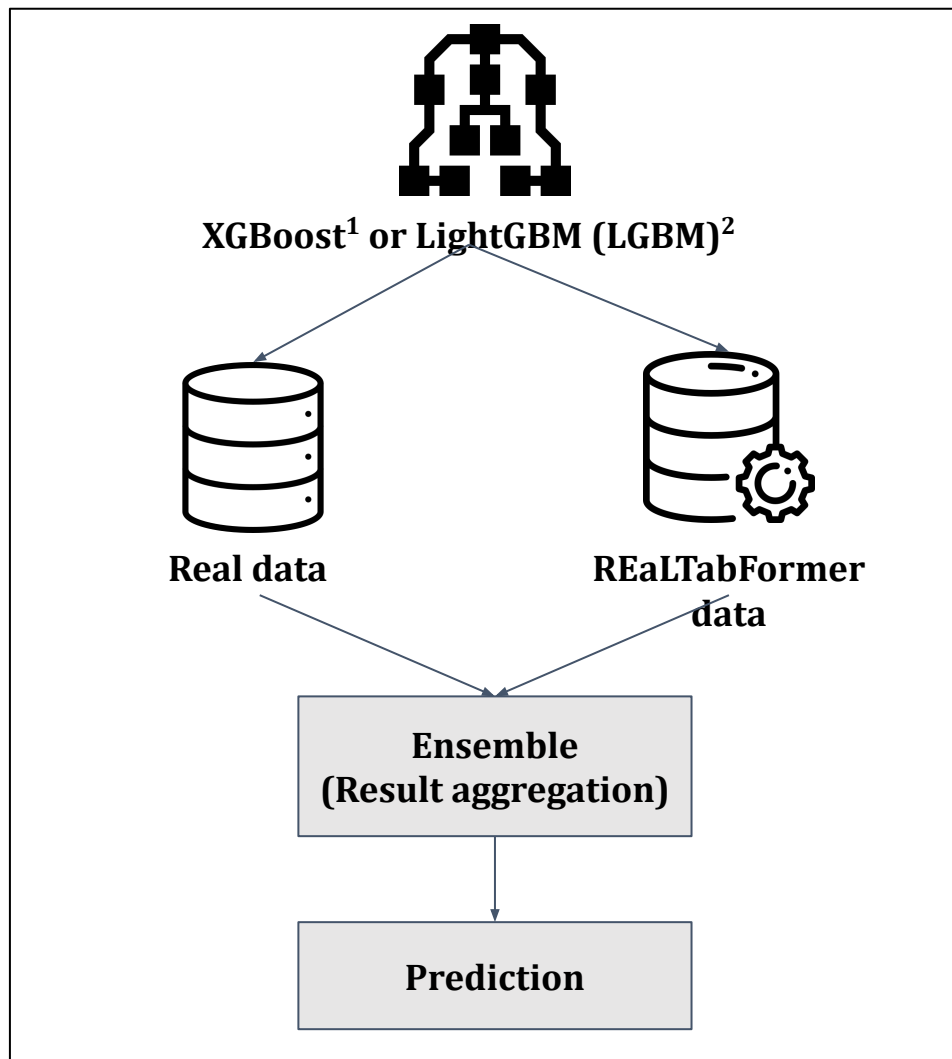 XGBoost¹ or LightGBM (LGBM)²
Real data
REaLTabFormer
data
Ensemble
(Result aggregation)
Prediction